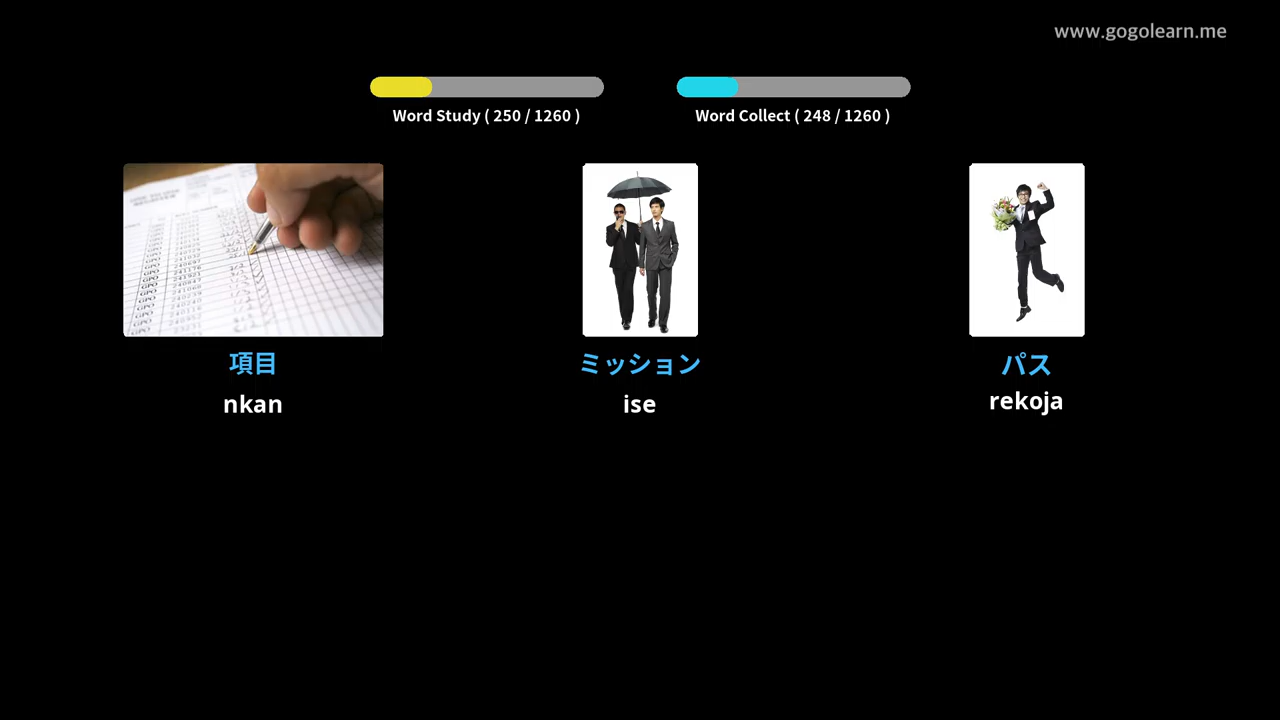 www.gogolearn.me
Word Study ( 250 / 1260 )
Word Collect ( 248 / 1260 )
項目
ミッション
パス
nkan
ise
rekoja